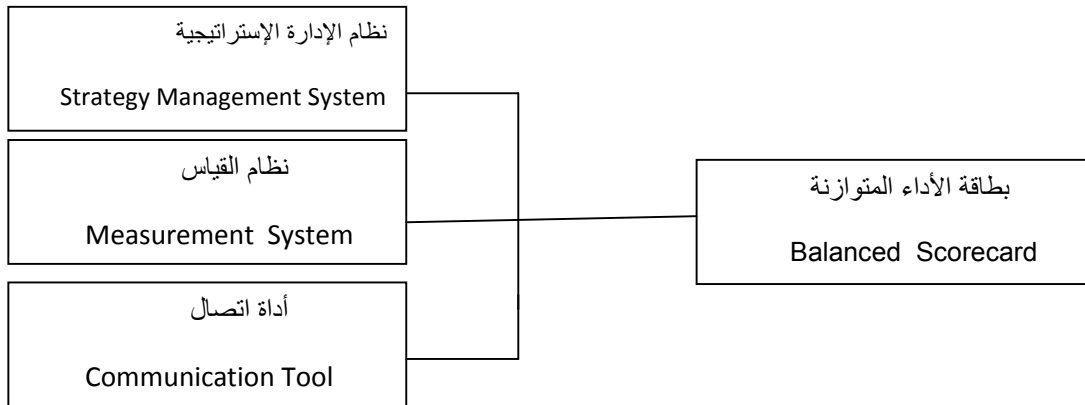 نظام الإدارة الإستراتيجية
Strategy Management System
نظام القياس
Measurement System
أداة اتصال
Communication Tool
بطاقة الأداء المتوازنة
Balanced Scorecard